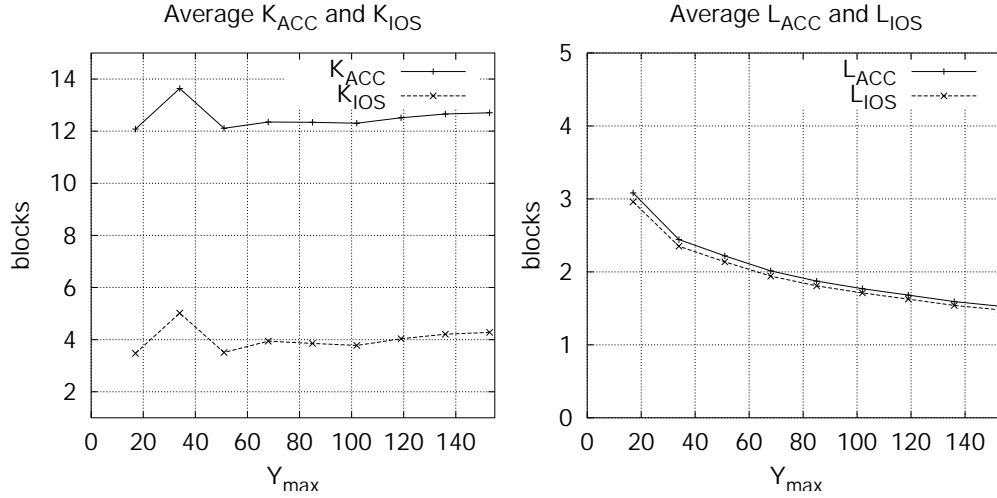 Average K_ACC and K_IOS
14
12
10
8
6
4
2
0 20 40 60 80 100 120 140
blocks
Y_max
K_ACC
K_IOS
Average L_ACC and L_IOS
5
4
3
2
1
0
0 20 40 60 80 100 120 140
blocks
Y_max
L_ACC
L_IOS